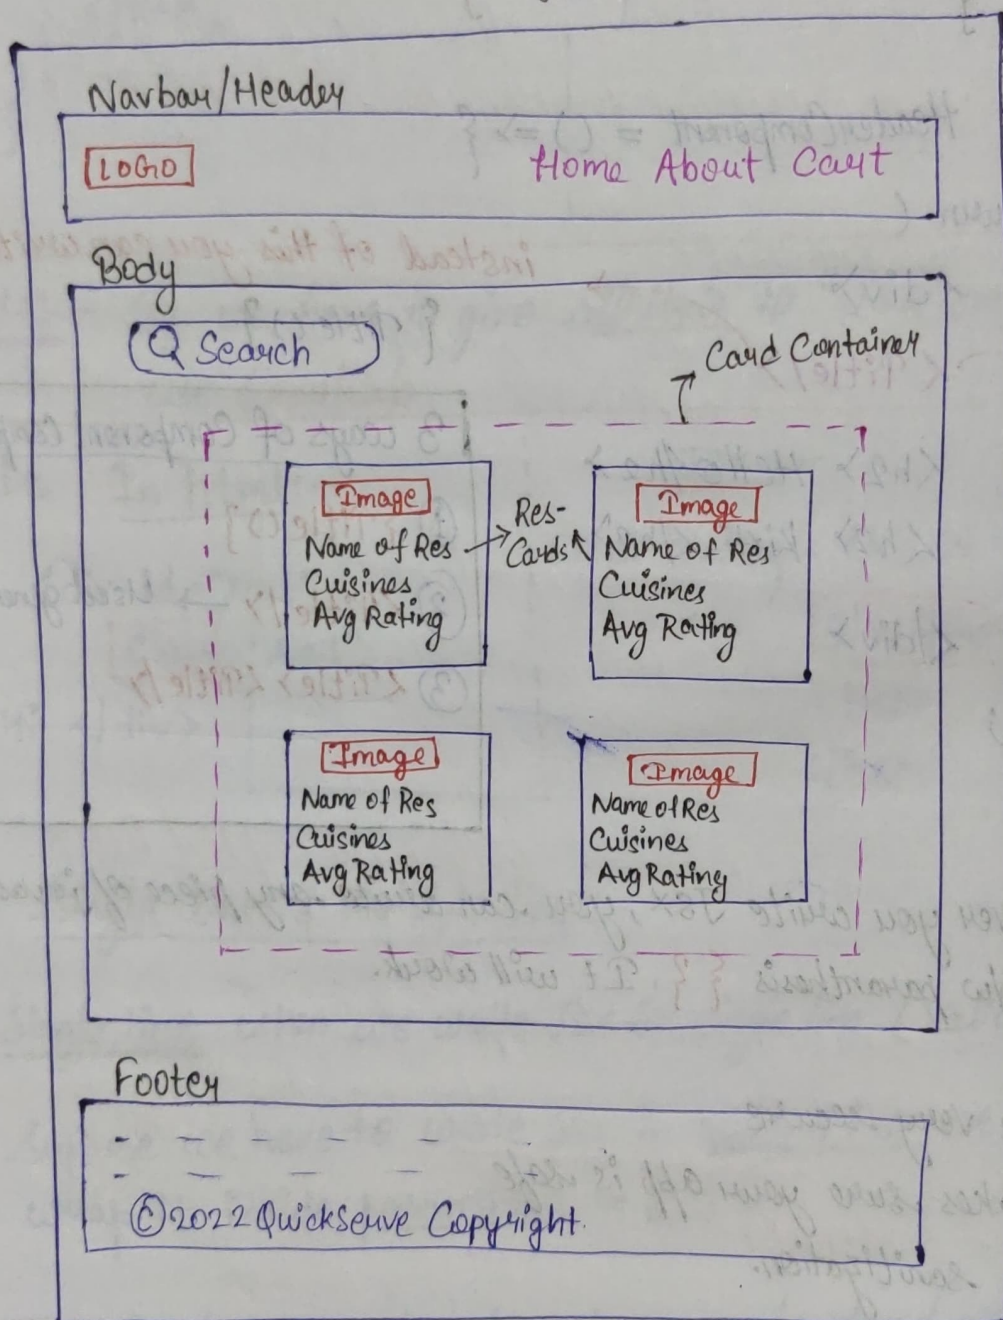 Navbar/Header
LOGO
Home About Cart
Body
Search
Card Container
Image
Name of Res
Cuisines
Avg Rating
Res-
Cards
Image
Name of Res
Cuisines
Avg Rating
Image
Name of Res
Cuisines
Avg Rating
Image
Name of Res
Cuisines
Avg Rating
Footer
©2022 QuickServe Copyright.